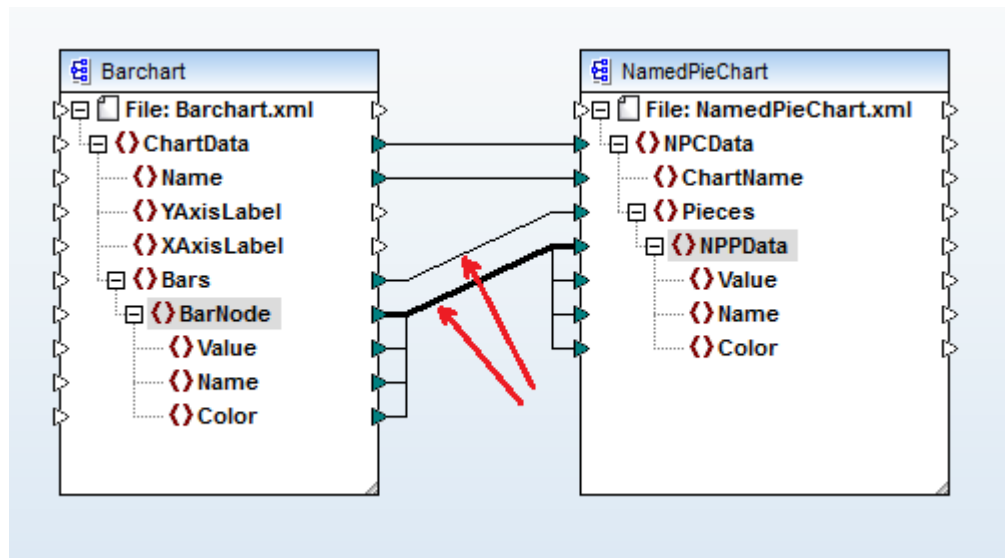 Barchart
File: Barchart.xml
ChartData
Name
YAxisLabel
XAxisLabel
Bars
BarNode
Value
Name
Color
NamedPieChart
File: NamedPieChart.xml
NPCData
ChartName
Pieces
NPPData
Value
Name
Color